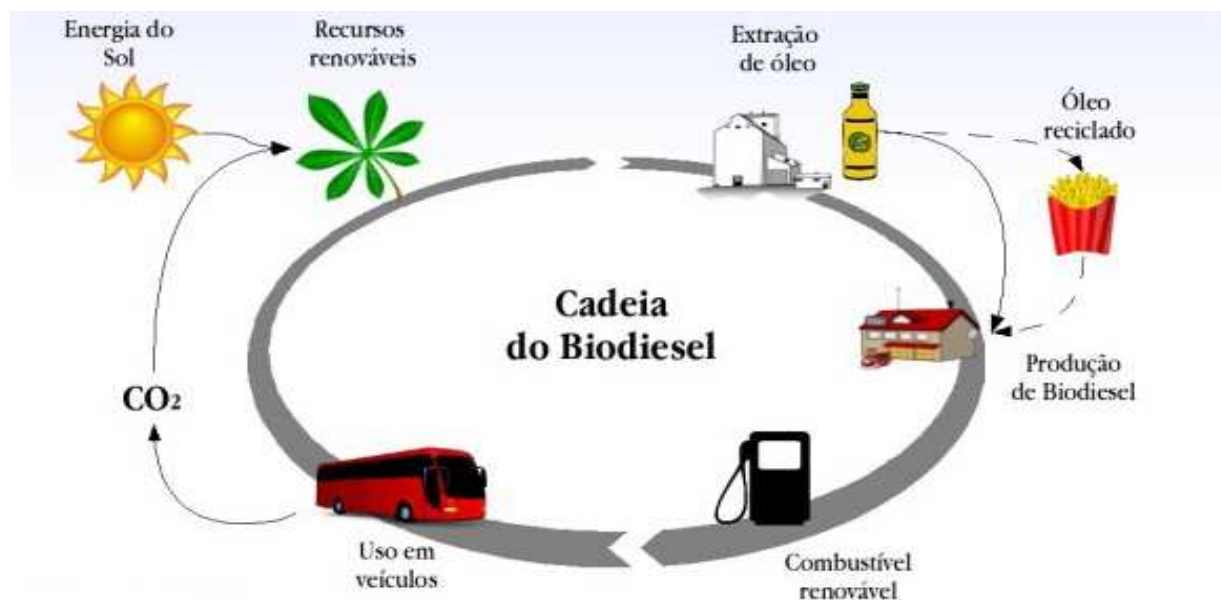 Energia do
Sol
Recursos
renováveis
Extração
de óleo
Óleo
reciclado
Cadeia
do Biodiesel
Produção
de Biodiesel
CO₂
Uso em
veículos
Combustível
renovável